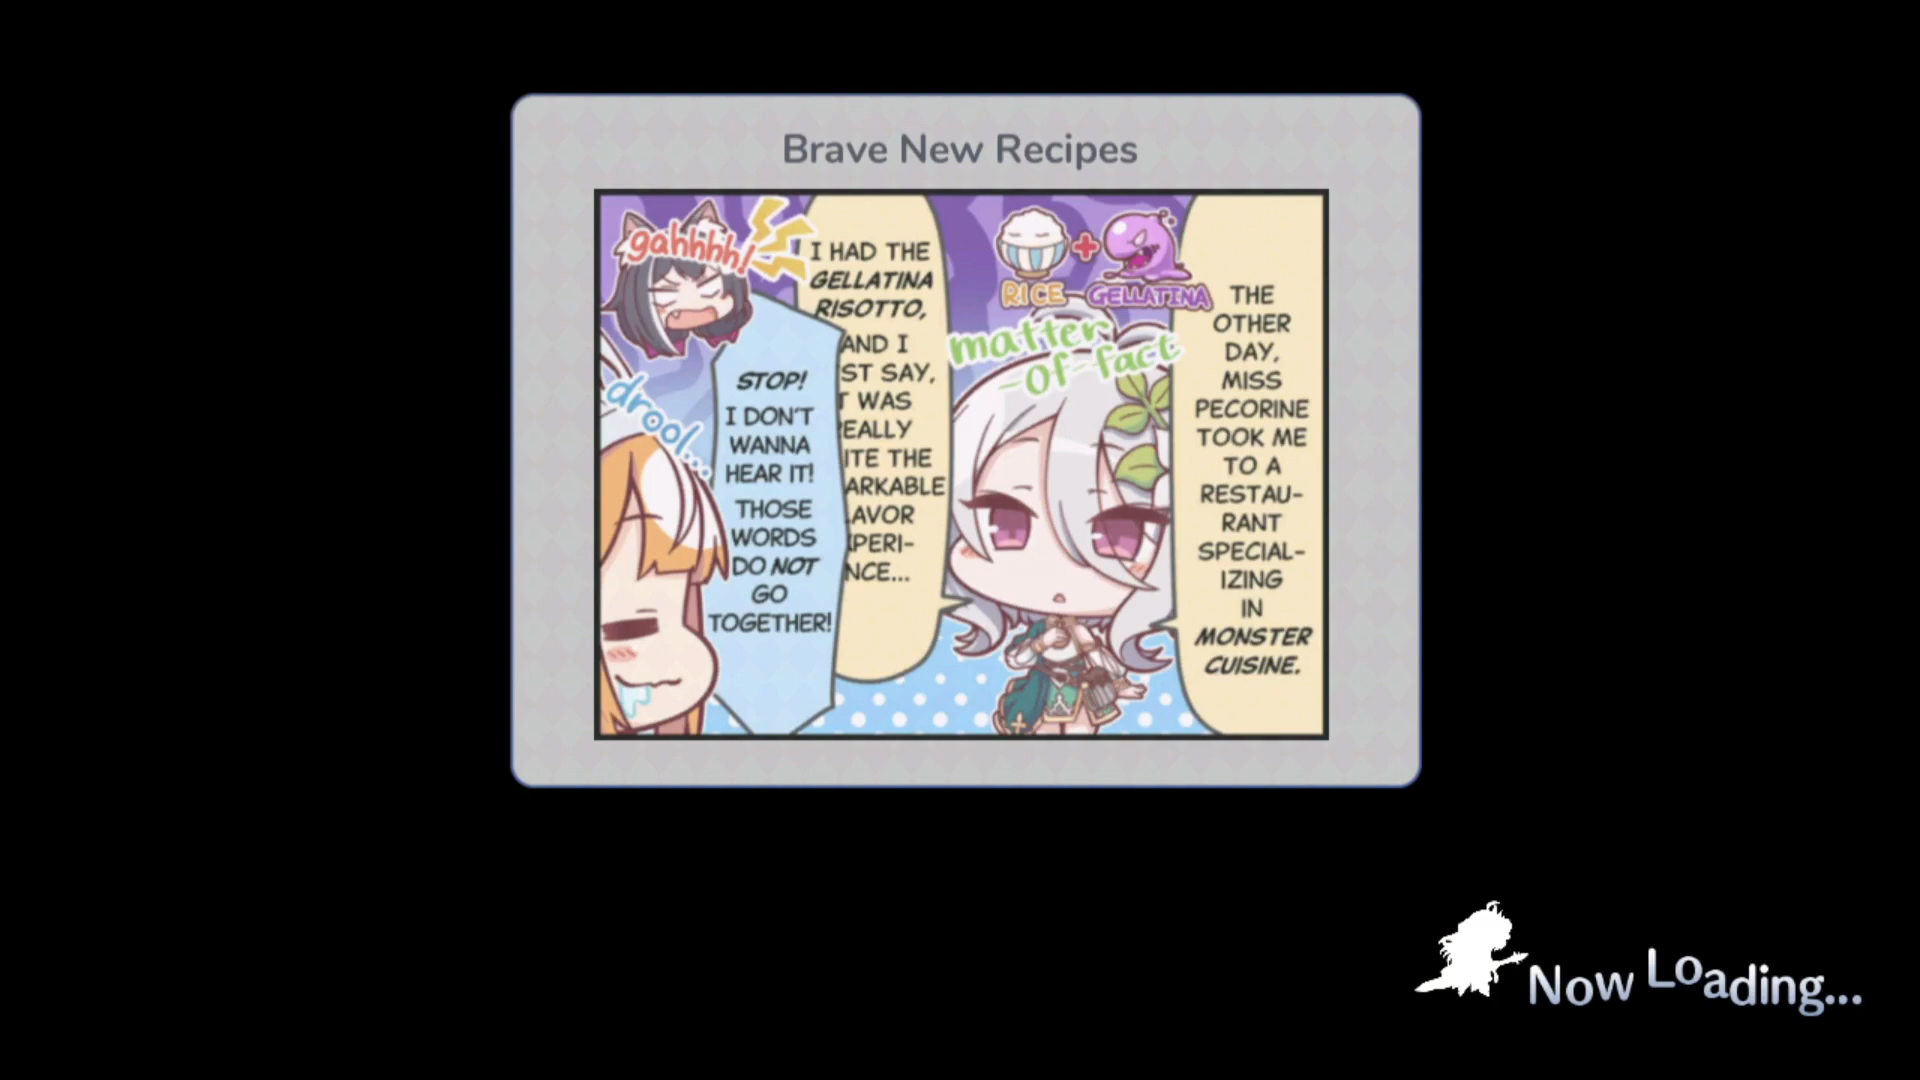 Brave New Recipes
RICE + GELLATINA
matter
-of-fact
THE
OTHER
DAY,
MISS
PECORINE
TOOK ME
TO A
RESTAU-
RANT
SPECIAL-
IZING
IN
MONSTER
CUISINE.
I HAD THE
GELLATINA
RISOTTO,
AND I
ST SAY,
T WAS
EALLY
ITE THE
ARKABLE
LAVOR
XPERI-
NCE...
gahhhh!
drool...
STOP!
I DON'T
WANNA
HEAR IT!
THOSE
WORDS
DO NOT
GO
TOGETHER!
Now Loading...